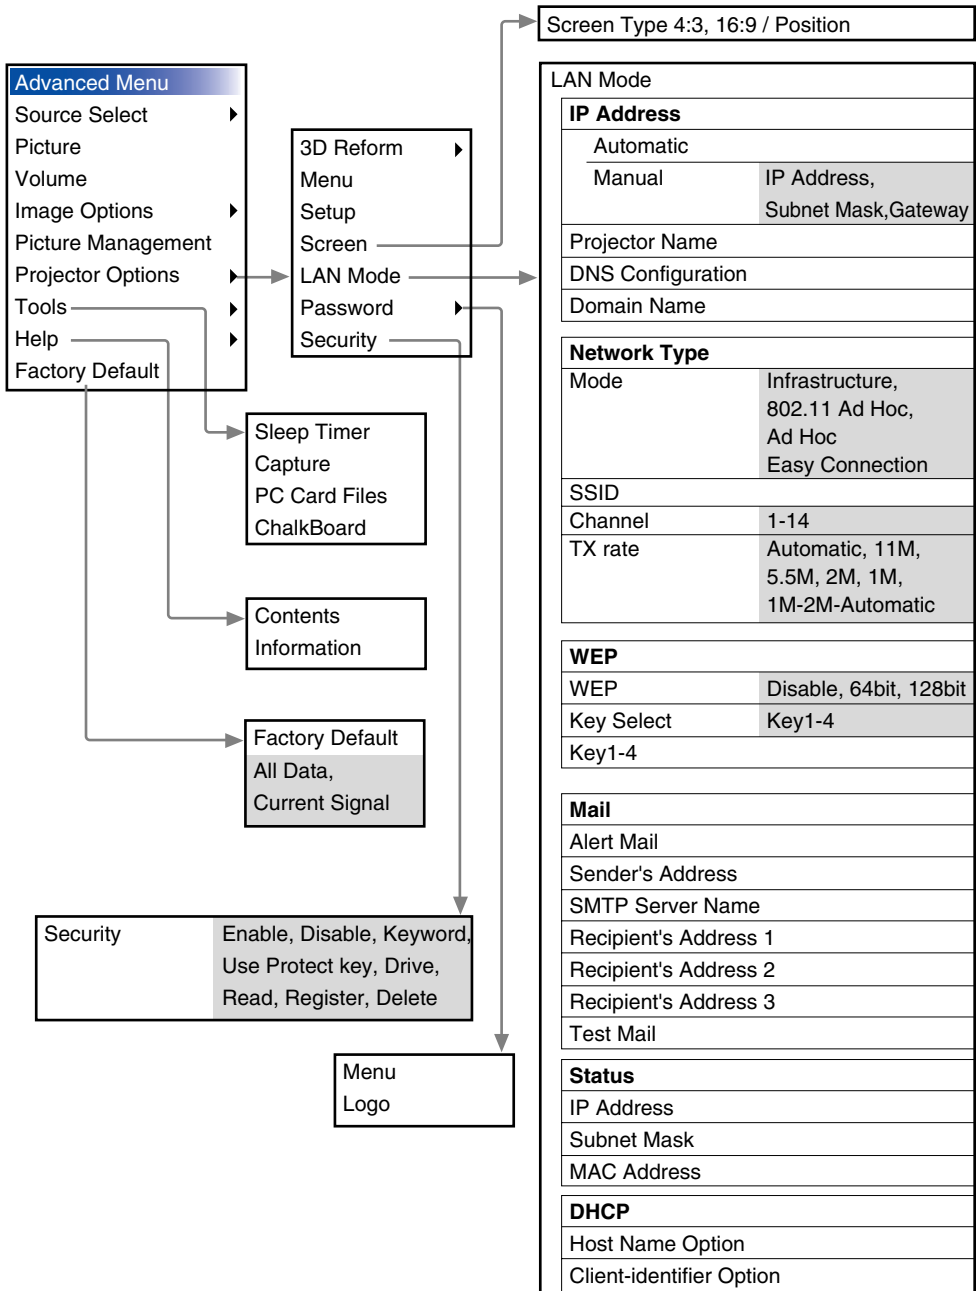 Screen Type 4:3, 16:9 / Position
Advanced Menu
Source Select
Picture
Volume
Image Options
Picture Management
Projector Options
Tools
Help
Factory Default
3D Reform
Menu
Setup
Screen
LAN Mode
Password
Security
Sleep Timer
Capture
PC Card Files
ChalkBoard
Contents
Information
Factory Default
All Data,
Current Signal
Security Enable, Disable, Keyword,
Use Protect key, Drive,
Read, Register, Delete
Menu
Logo
LAN Mode
IP Address
Automatic
Manual IP Address,
Subnet Mask,Gateway
Projector Name
DNS Configuration
Domain Name
Network Type
Mode Infrastructure,
802.11 Ad Hoc,
Ad Hoc
Easy Connection
SSID
Channel 1-14
TX rate Automatic, 11M,
5.5M, 2M, 1M,
1M-2M-Automatic
WEP
WEP Disable, 64bit, 128bit
Key Select Key1-4
Key1-4
Mail
Alert Mail
Sender's Address
SMTP Server Name
Recipient's Address 1
Recipient's Address 2
Recipient's Address 3
Test Mail
Status
IP Address
Subnet Mask
MAC Address
DHCP
Host Name Option
Client-identifier Option